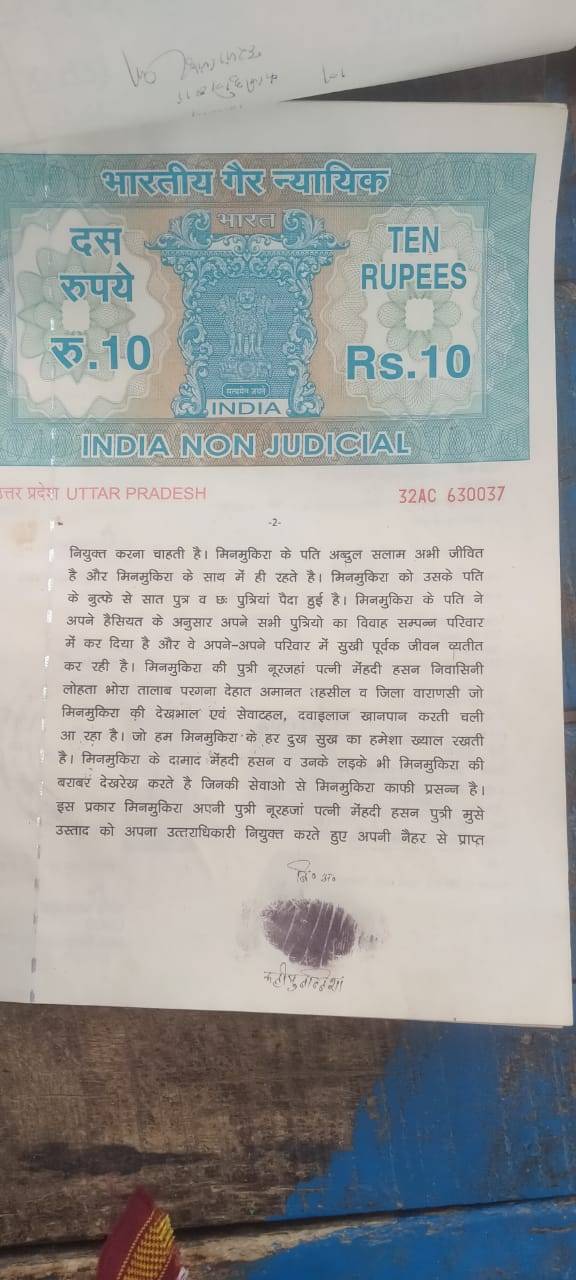 भारतीय गैर न्यायिक
भारत
दस
रुपये
रु.10
TEN
RUPEES
Rs.10
सत्यमेव जयते
INDIA
INDIA NON JUDICIAL
उत्तर प्रदेश UTTAR PRADESH
32AC 630037
-2-
नियुक्त करना चाहती है। मिनमुकिरा के पति अब्दुल सलाम अभी जीवित
है और मिनमुकिरा के साथ में ही रहते है। मिनमुकिरा को उसके पति
के नुत्फे से सात पुत्र व छः पुत्रियां पैदा हुई है। मिनमुकिरा के पति ने
अपने हैसियत के अनुसार अपने सभी पुत्रियो का विवाह सम्पन्न परिवार
में कर दिया है और वे अपने-अपने परिवार में सुखी पूर्वक जीवन व्यतीत
कर रही है। मिनमुकिरा की पुत्री नूरजहां पत्नी मेंहदी हसन निवासिनी
लोहता भोरा तालाब परगना देहात अमानत तहसील व जिला वाराणसी जो
मिनमुकिरा की देखभाल एवं सेवाटहल, दवाइलाज खानपान करती चली
आ रहा है। जो हम मिनमुकिरा के हर दुख सुख का हमेशा ख्याल रखती
है। मिनमुकिरा के दामाद मेंहदी हसन व उनके लड़के भी मिनमुकिरा की
बराबर देखरेख करते है जिनकी सेवाओ से मिनमुकिरा काफी प्रसन्न है।
इस प्रकार मिनमुकिरा अपनी पुत्री नूरहजां पत्नी मेंहदी हसन पुत्री मुसे
उस्ताद को अपना उत्तराधिकारी नियुक्त करते हुए अपनी नैहर से प्राप्त
नि० अं०